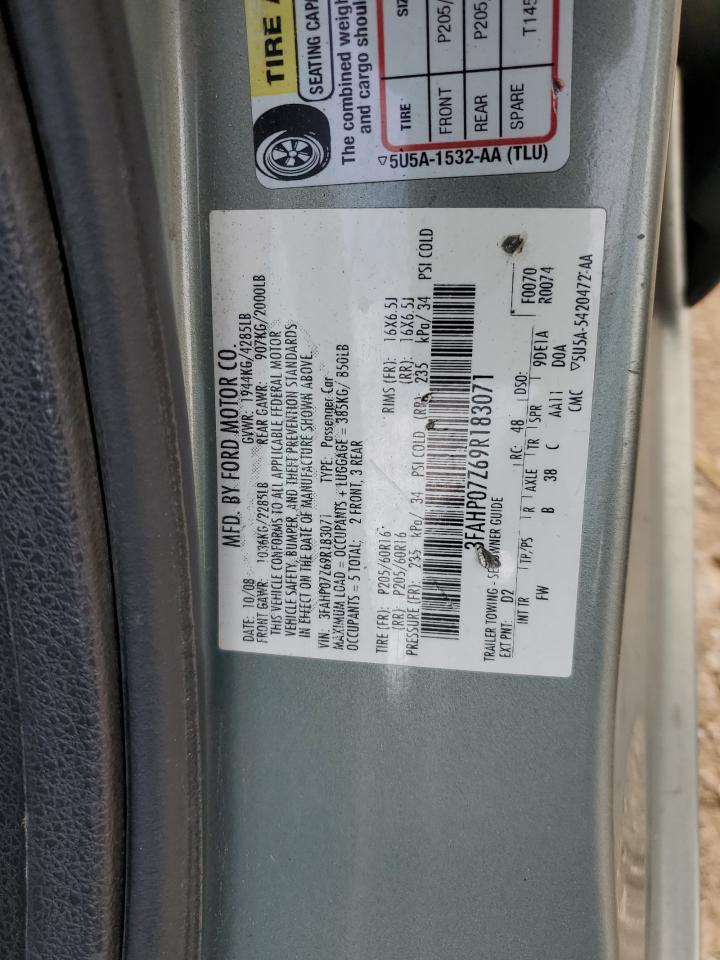 MFD. BY FORD MOTOR CO.
DATE: 10/08 GVWR: 1944KG/4285LB
FRONT GAWR: 1036KG/2285LB REAR GAWR: 907KG/2000LB
THIS VEHICLE CONFORMS TO ALL APPLICABLE FEDERAL MOTOR
VEHICLE SAFETY, BUMPER, AND THEFT PREVENTION STANDARDS
IN EFFECT ON THE DATE OF MANUFACTURE SHOWN ABOVE.
VIN: 3FAHP07Z69R183071 TYPE: Passenger Car
MAXIMUM LOAD = OCCUPANTS + LUGGAGE = 385KG/ 850LB
OCCUPANTS = 5 TOTAL; 2 FRONT, 3 REAR
TIRE (FR): P205/60R16 RIMS (FR): 16X6.5J
(RR): P205/60R16 (RR): 16X6.5J
PRESSURE (FR): 235 kPa/ 34 PSI COLD (RR): 235 kPa/ 34 PSI COLD
3FAHP07Z69R183071
TRAILER TOWING - SEE OWNER GUIDE F0070
EXT PNT: D2 RC: 48 DSO: R0074
INT TR TP/PS R AXLE TR SPR 9DE1A
FW B 38 C AA11 D0A
CMC ▽5U5A-5420472-AA
TIRE A
SEATING CAP
The combined weigh
and cargo shoul
TIRE SIZ
FRONT P205/
REAR P205/
SPARE T145
▽5U5A-1532-AA (TLU)